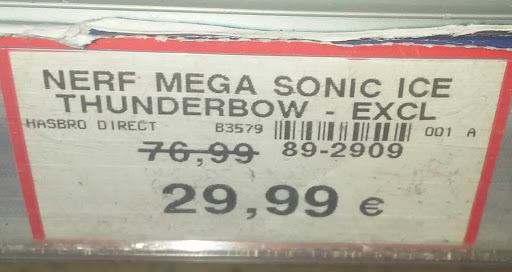 NERF MEGA SONIC ICE
THUNDERBOW - EXCL
HASBRO DIRECT B3579 001 A
76,99 89-2909
29,99 €